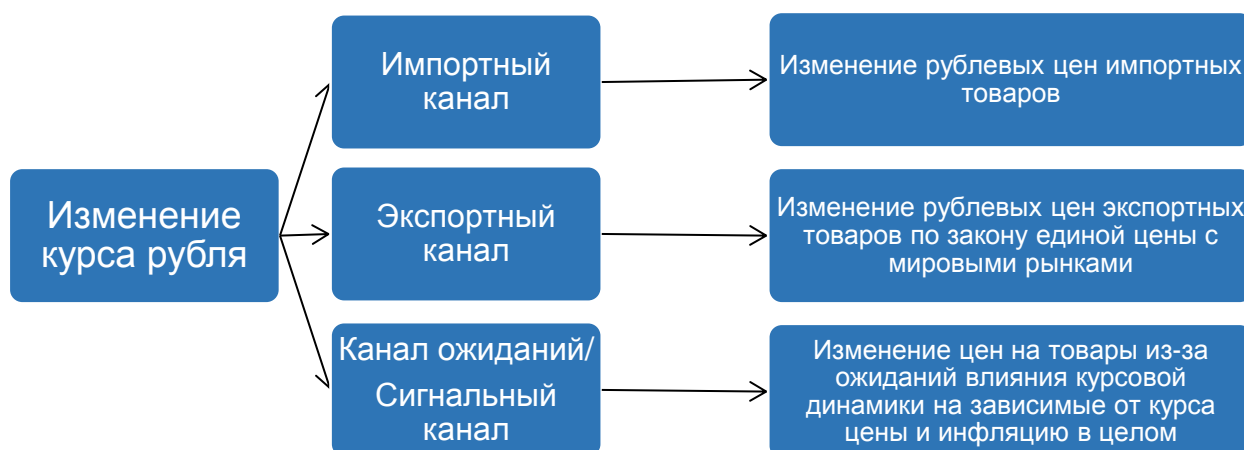 Изменение
курса рубля
Импортный
канал
Изменение рублевых цен импортных
товаров
Экспортный
канал
Изменение рублевых цен экспортных
товаров по закону единой цены с
мировыми рынками
Канал ожиданий/
Сигнальный
канал
Изменение цен на товары из-за
ожиданий влияния курсовой
динамики на зависимые от курса
цены и инфляцию в целом